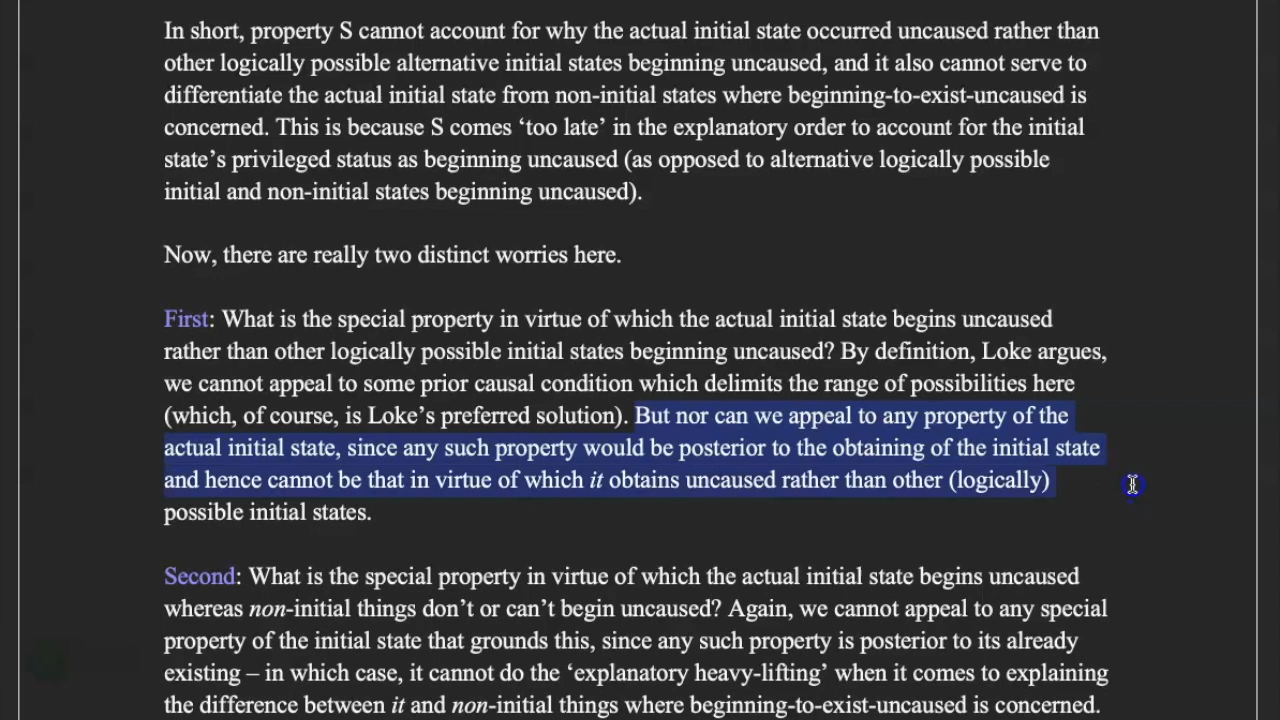 In short, property S cannot account for why the actual initial state occurred uncaused rather than
other logically possible alternative initial states beginning uncaused, and it also cannot serve to
differentiate the actual initial state from non-initial states where beginning-to-exist-uncaused is
concerned. This is because S comes ‘too late’ in the explanatory order to account for the initial
state’s privileged status as beginning uncaused (as opposed to alternative logically possible
initial and non-initial states beginning uncaused).
Now, there are really two distinct worries here.
First: What is the special property in virtue of which the actual initial state begins uncaused
rather than other logically possible initial states beginning uncaused? By definition, Loke argues,
we cannot appeal to some prior causal condition which delimits the range of possibilities here
(which, of course, is Loke’s preferred solution). But nor can we appeal to any property of the
actual initial state, since any such property would be posterior to the obtaining of the initial state
and hence cannot be that in virtue of which it obtains uncaused rather than other (logically)
possible initial states.
Second: What is the special property in virtue of which the actual initial state begins uncaused
whereas non-initial things don’t or can’t begin uncaused? Again, we cannot appeal to any special
property of the initial state that grounds this, since any such property is posterior to its already
existing – in which case, it cannot do the ‘explanatory heavy-lifting’ when it comes to explaining
the difference between it and non-initial things where beginning-to-exist-uncaused is concerned.